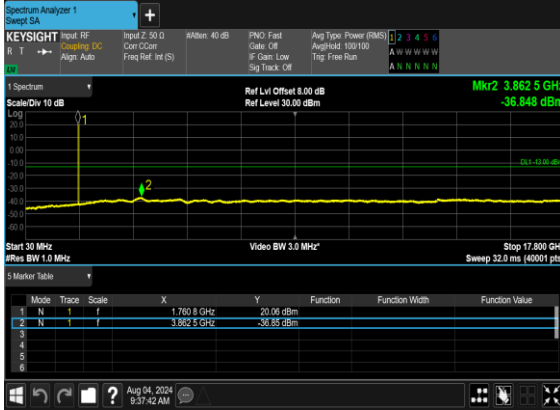 Spectrum Analyzer 1
Swept SA
+
KEYSIGHT Input: RF Input Z: 50 Ω #Atten: 40 dB PNO: Fast Avg Type: Power (RMS) 1 2 3 4 5 6
R T Coupling: DC Corr CCorr Gate: Off Avg|Hold: 100/100 A W W W W W
Align: Auto Freq Ref: Int (S) IF Gain: Low Trig: Free Run
Sig Track: Off A N N N N N
1 Spectrum
Ref Lvl Offset 8.00 dB Mkr2 3.862 5 GHz
Scale/Div 10 dB Ref Level 30.00 dBm -36.848 dBm
Log
20.0 1
10.0
0.00
-10.0 DL1 -13.00 dBm
-20.0
-30.0 2
-40.0
-50.0
-60.0
Start 30 MHz Video BW 3.0 MHz* Stop 17.800 GH
#Res BW 1.0 MHz Sweep 32.0 ms (40001 pts
5 Marker Table
Mode Trace Scale X Y Function Function Width Function Value
1 N 1 f 1.760 8 GHz 20.06 dBm
2 N 1 f 3.862 5 GHz -36.85 dBm
3
4
5
6
? Aug 04, 2024
9:37:42 AM